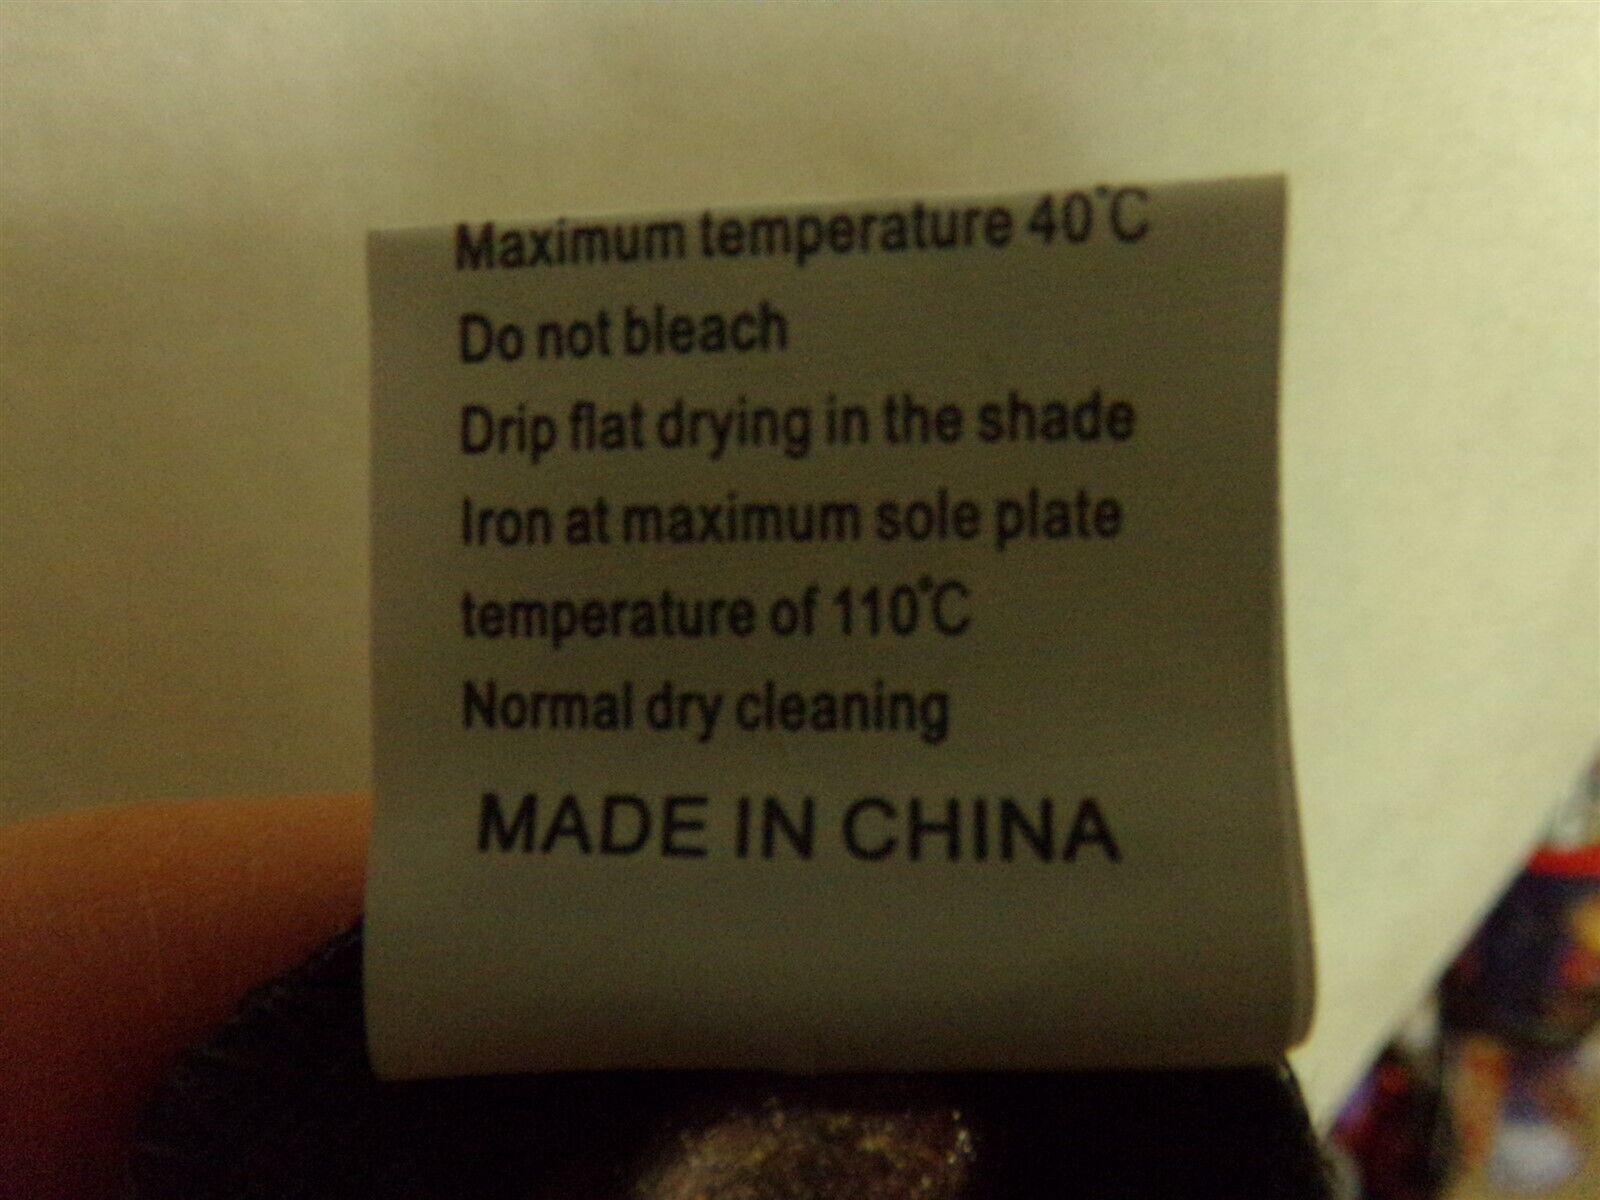 Maximum temperature 40°C
Do not bleach
Drip flat drying in the shade
Iron at maximum sole plate
temperature of 110°C
Normal dry cleaning
MADE IN CHINA